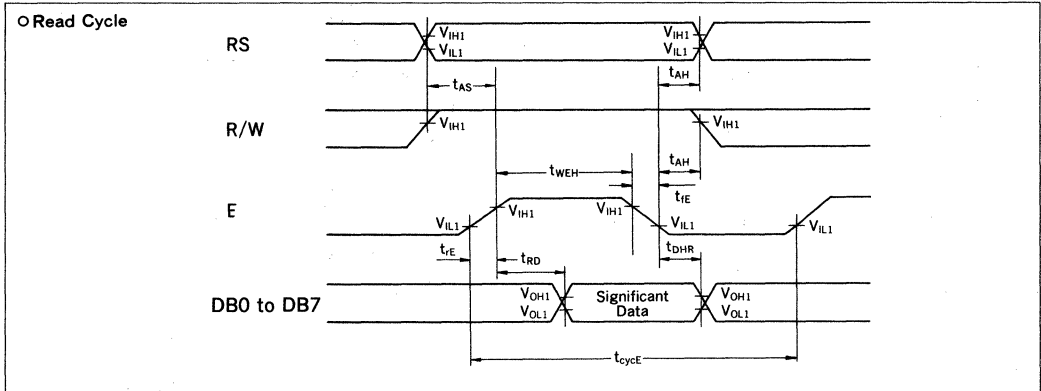 ○ Read Cycle
RS
V_IH1
V_IL1
V_IH1
V_IL1
t_AS
t_AH
R/W
V_IH1
V_IH1
t_WEH
t_AH
t_fE
E
V_IL1
V_IH1
V_IH1
V_IL1
V_IL1
t_rE
t_RD
t_DHR
DB0 to DB7
V_OH1
V_OL1
Significant
Data
V_OH1
V_OL1
t_cycE